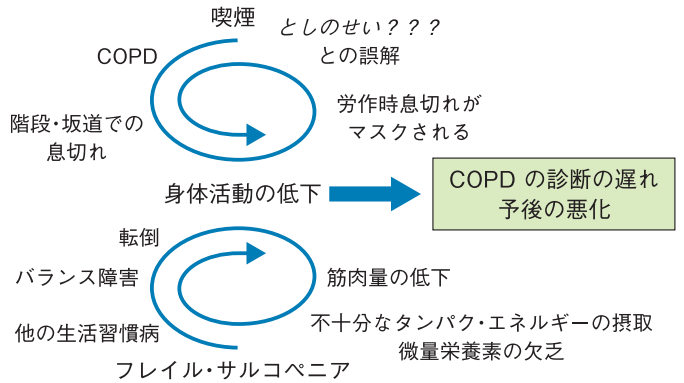 喫煙
としのせい？？？
との誤解
COPD
労作時息切れが
マスクされる
階段・坂道での
息切れ
身体活動の低下
COPD の診断の遅れ
予後の悪化
転倒
バランス障害
筋肉量の低下
他の生活習慣病
不十分なタンパク・エネルギーの摂取
微量栄養素の欠乏
フレイル・サルコペニア